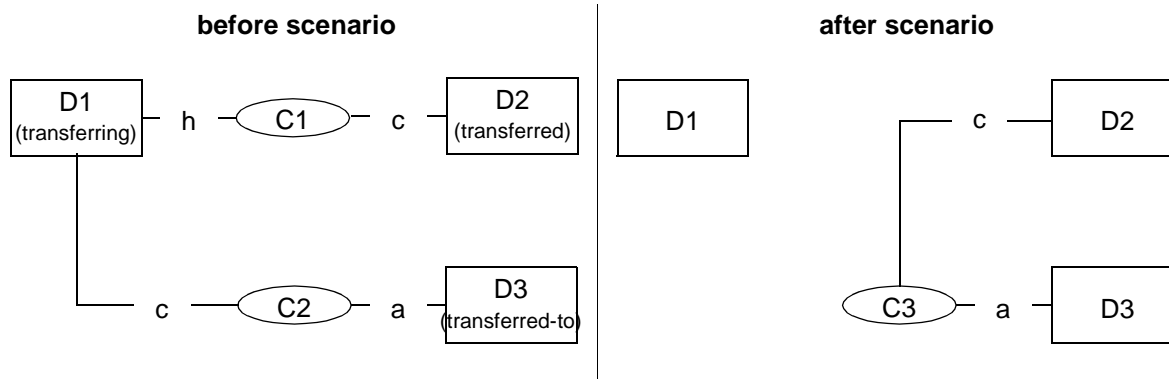 before scenario
after scenario
D1
(transferring)
h
C1
c
D2
(transferred)
c
C2
a
D3
(transferred-to)
D1
c
D2
C3
a
D3